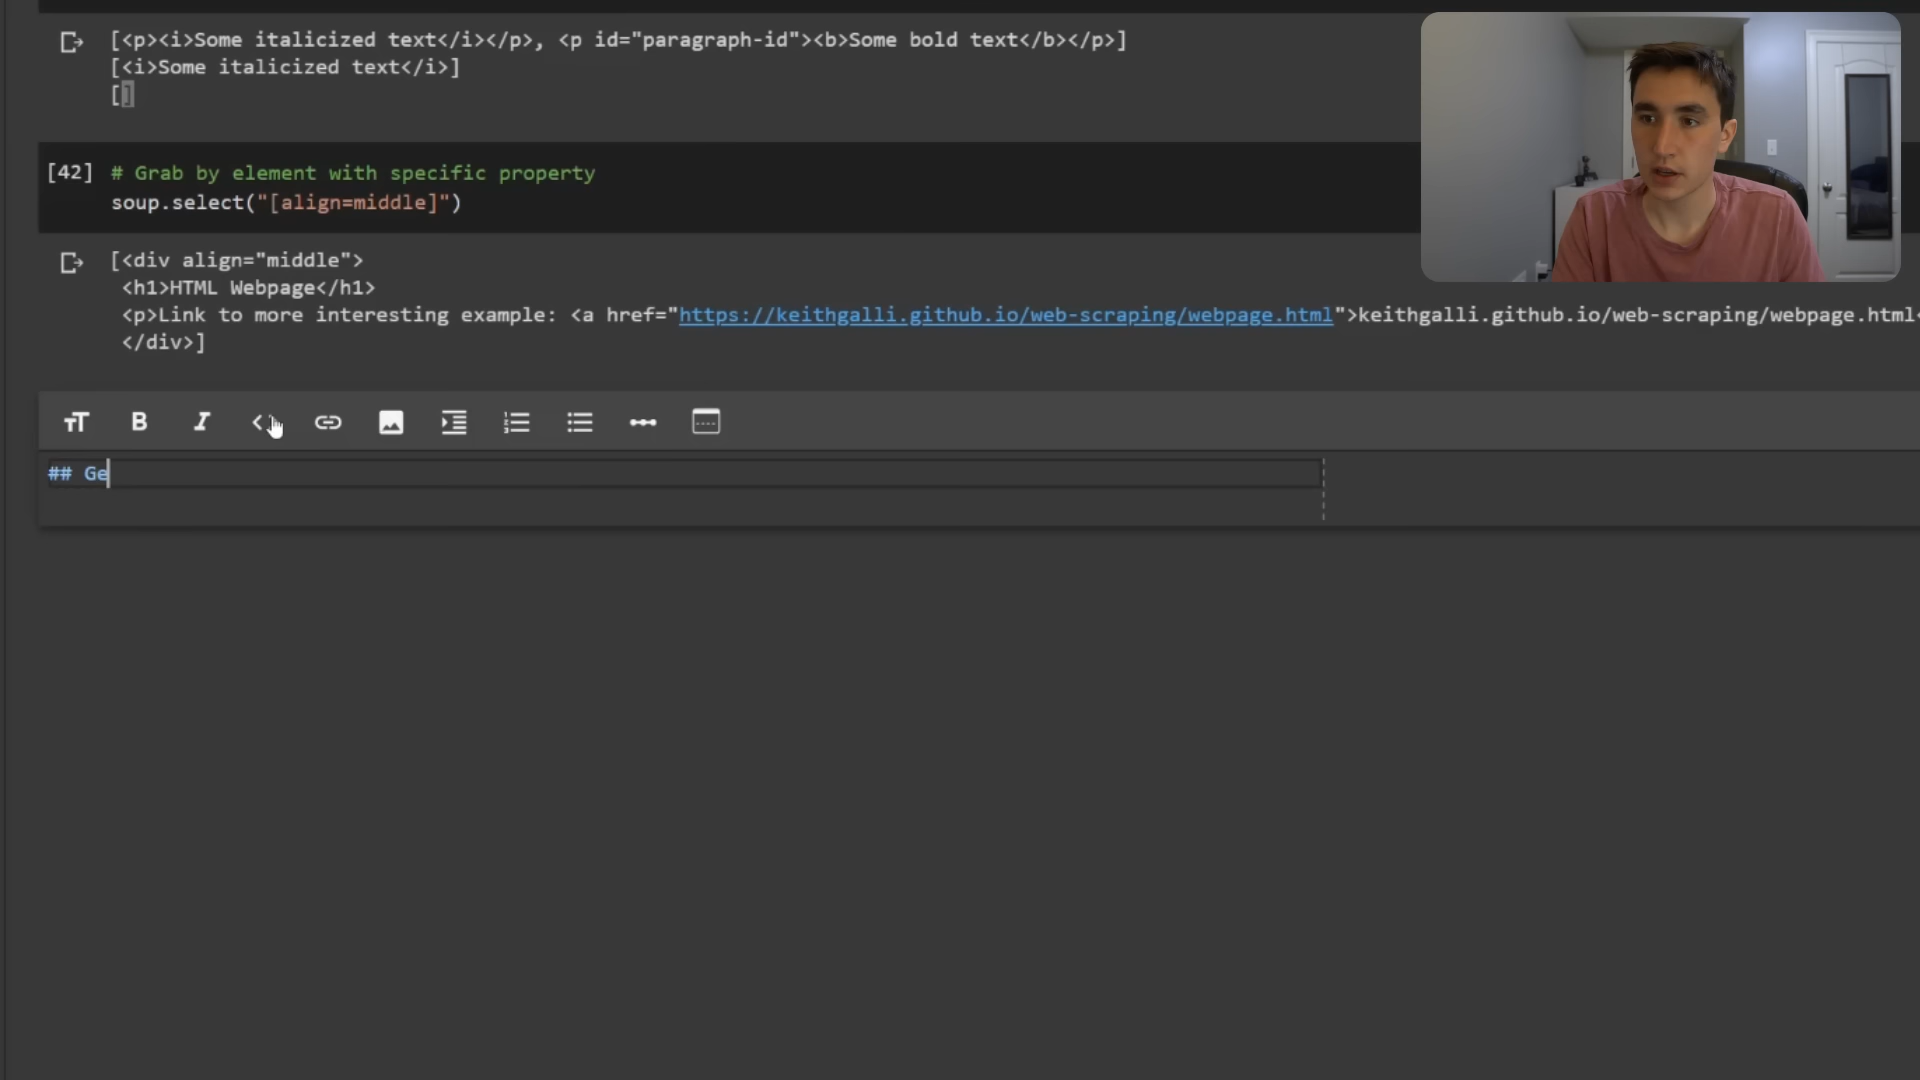 [<p><i>Some italicized text</i></p>, <p id="paragraph-id"><b>Some bold text</b></p>]
[<i>Some italicized text</i>]
[]
[42] # Grab by element with specific property
soup.select("[align=middle]")
[<div align="middle">
<h1>HTML Webpage</h1>
<p>Link to more interesting example: <a href="https://keithgalli.github.io/web-scraping/webpage.html">keithgalli.github.io/web-scraping/webpage.html<
</div>]
## Ge